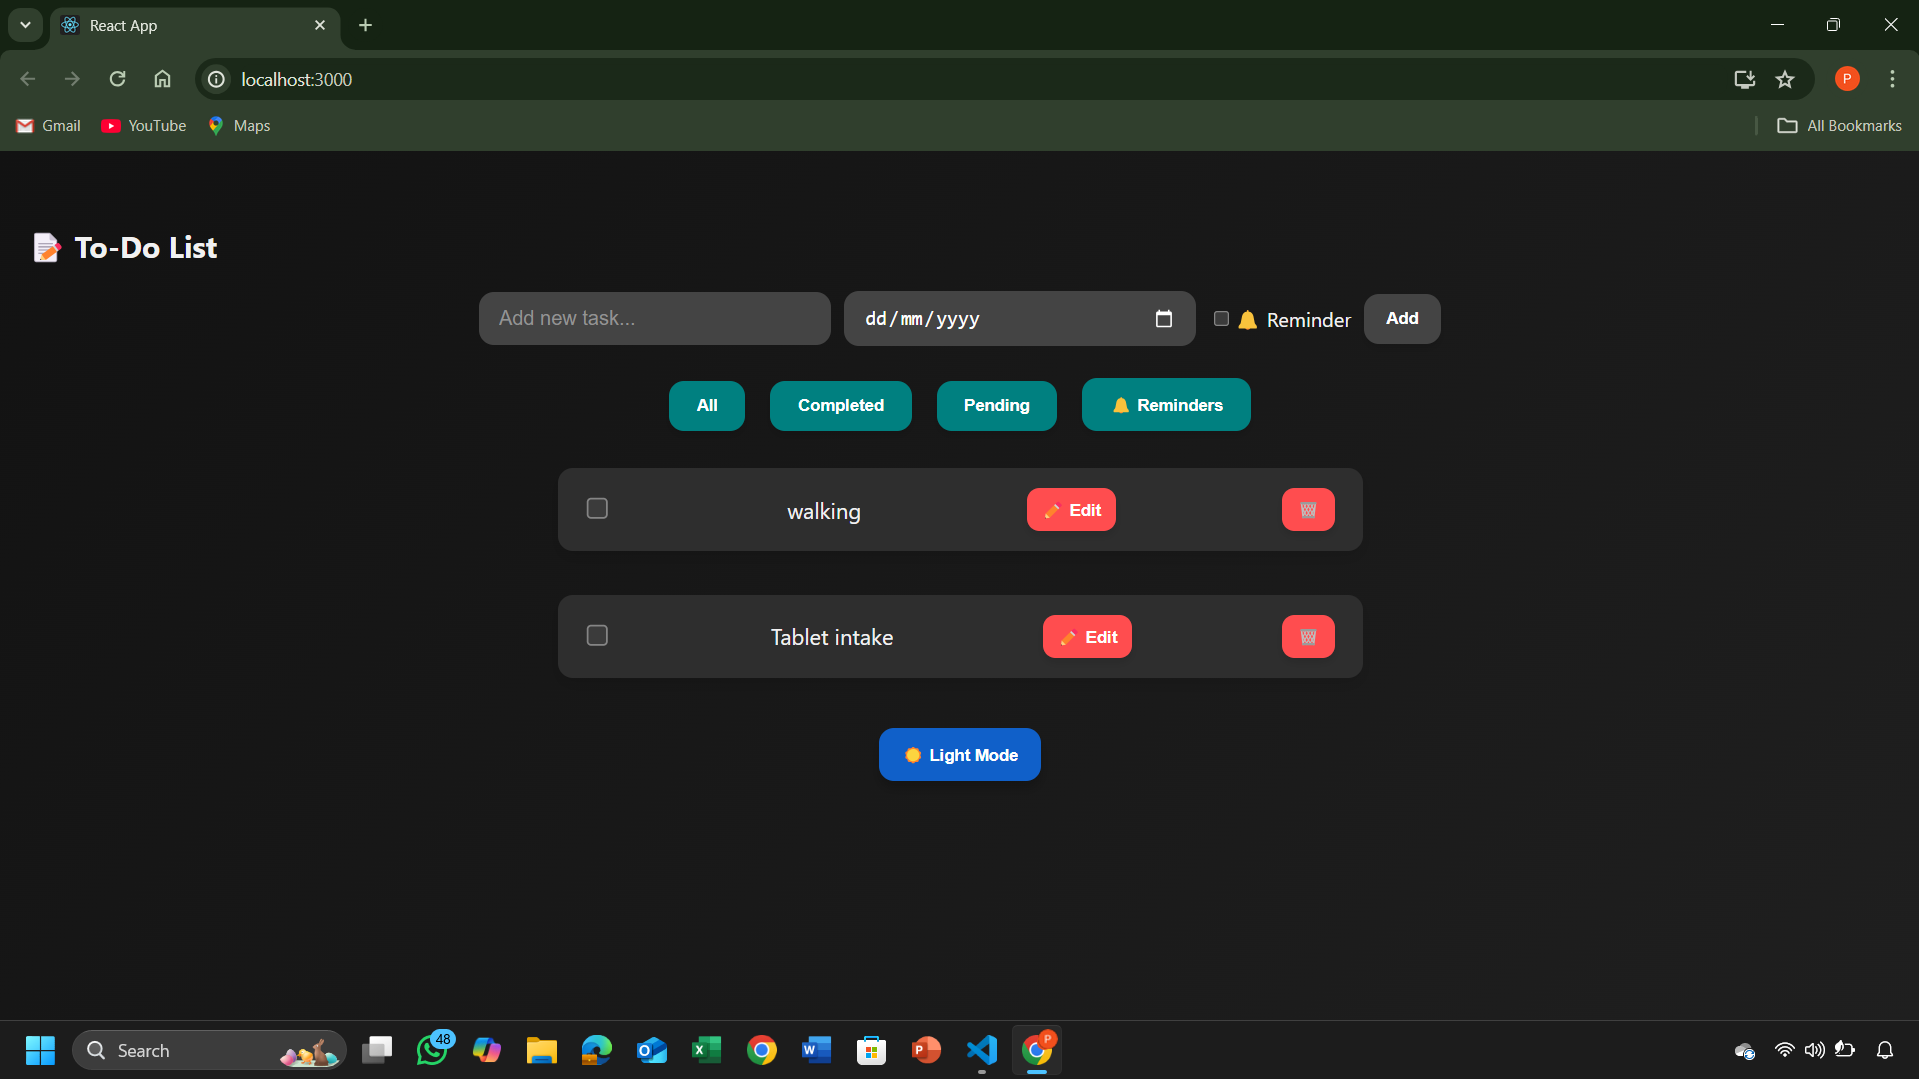 React App
localhost:3000
P
Gmail YouTube Maps All Bookmarks
To-Do List
Add new task... dd/mm/yyyy Reminder Add
All Completed Pending Reminders
walking Edit
Tablet intake Edit
Light Mode
Search 48 P